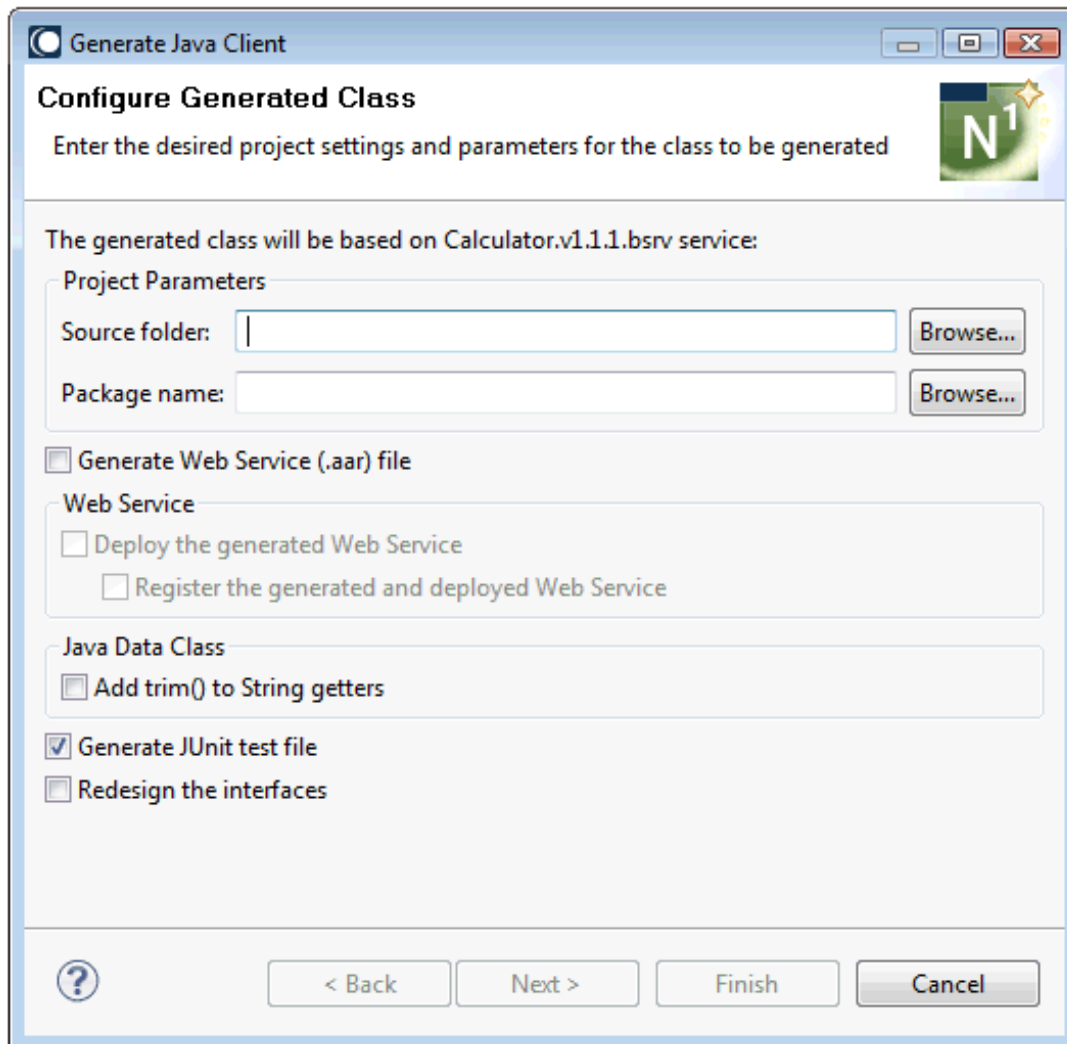 Generate Java Client
Configure Generated Class
Enter the desired project settings and parameters for the class to be generated
N1
The generated class will be based on Calculator.v1.1.1.bsrv service:
Project Parameters
Source folder:
Browse...
Package name:
Browse...
Generate Web Service (.aar) file
Web Service
Deploy the generated Web Service
Register the generated and deployed Web Service
Java Data Class
Add trim() to String getters
Generate JUnit test file
Redesign the interfaces
? < Back Next > Finish Cancel